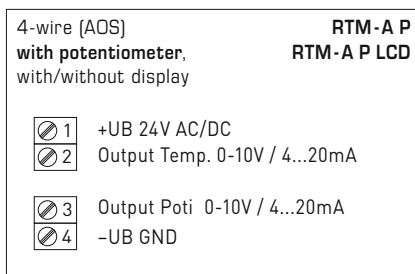 4-wire (AOS) RTM-A P
with potentiometer, RTM-A P LCD
with/without display
1 +UB 24V AC/DC
2 Output Temp. 0-10V / 4...20mA
3 Output Poti 0-10V / 4...20mA
4 –UB GND